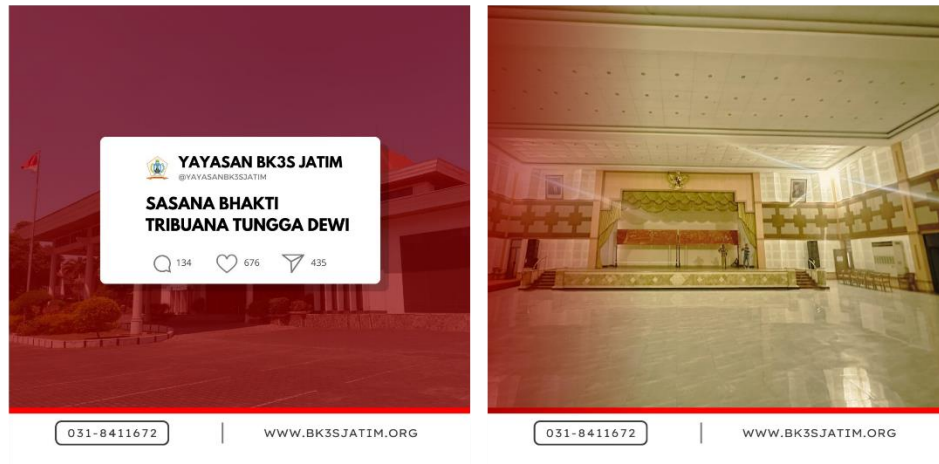 YAYASAN BK3S JATIM
@YAYASANBK3SJATIM
SASANA BHAKTI
TRIBUANA TUNGGA DEWI
134 676 435
031-8411672 | WWW.BK3SJATIM.ORG
031-8411672 | WWW.BK3SJATIM.ORG